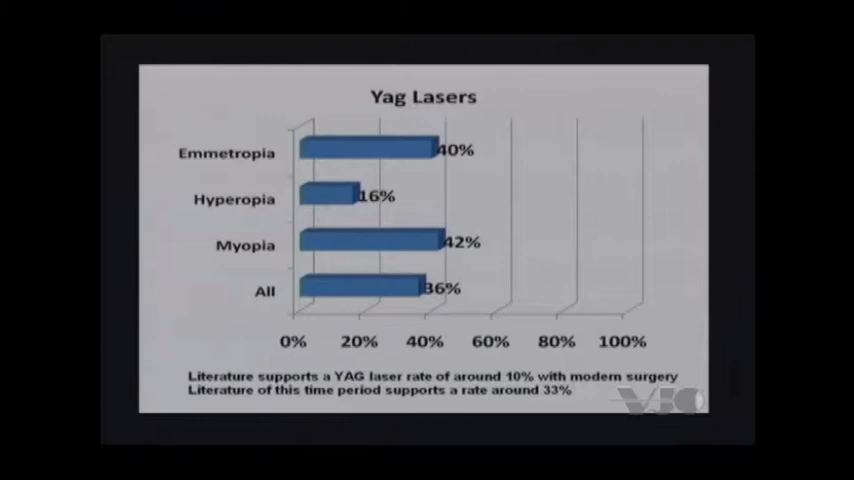 Yag Lasers
Emmetropia 40%
Hyperopia 16%
Myopia 42%
All 36%
0% 20% 40% 60% 80% 100%
Literature supports a YAG laser rate of around 10% with modern surgery
Literature of this time period supports a rate around 33%